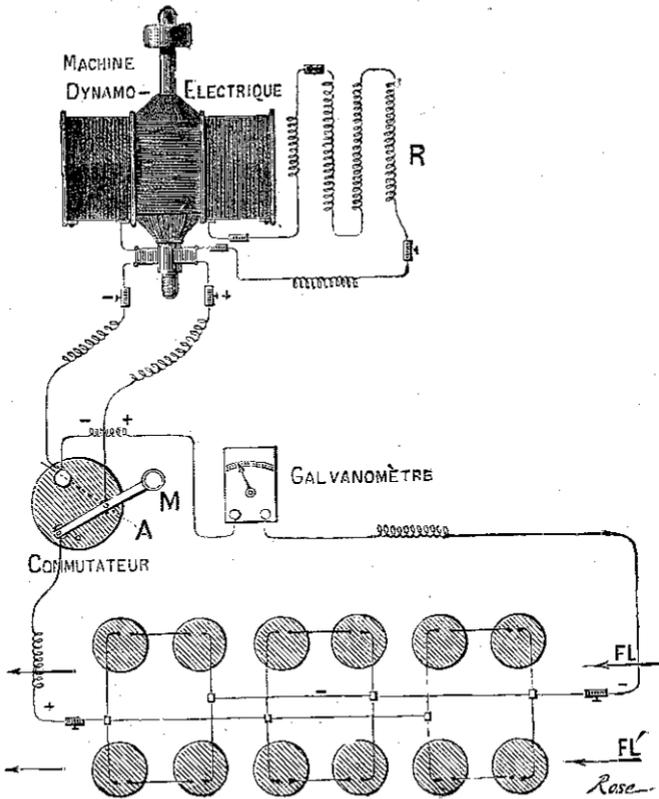 MACHINE
DYNAMO- ELECTRIQUE
R
- +
- +
GALVANOMÈTRE
M
A
COMMUTATEUR
FL
-
+
-
FL'
Rose